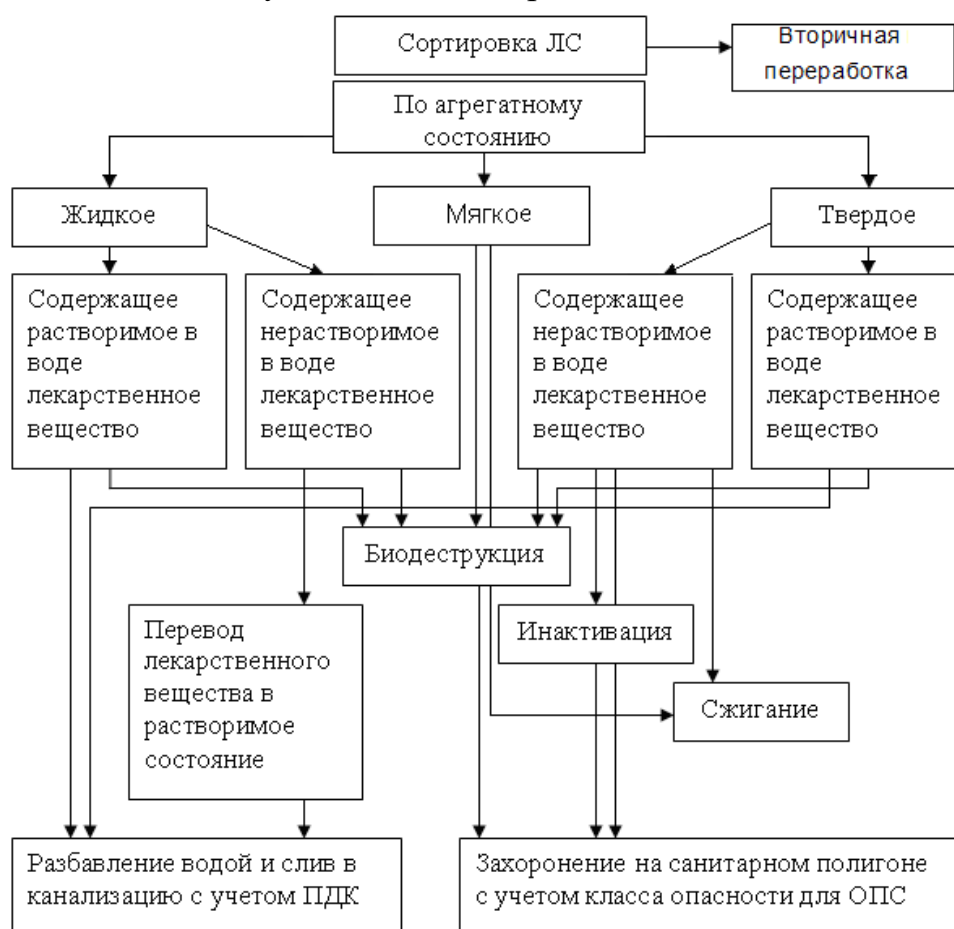 Сортировка ЛС
Вторичная
переработка
По агрегатному
состоянию
Жидкое
Мягкое
Твердое
Содержащее
растворимое в
воде
лекарственное
вещество
Содержащее
нерастворимое
в воде
лекарственное
вещество
Содержащее
нерастворимое
в воде
лекарственное
вещество
Содержащее
растворимое в
воде
лекарственное
вещество
Биодеструкция
Перевод
лекарственного
вещества в
растворимое
состояние
Инактивация
Сжигание
Разбавление водой и слив в
канализацию с учетом ПДК
Захоронение на санитарном полигоне
с учетом класса опасности для ОПС